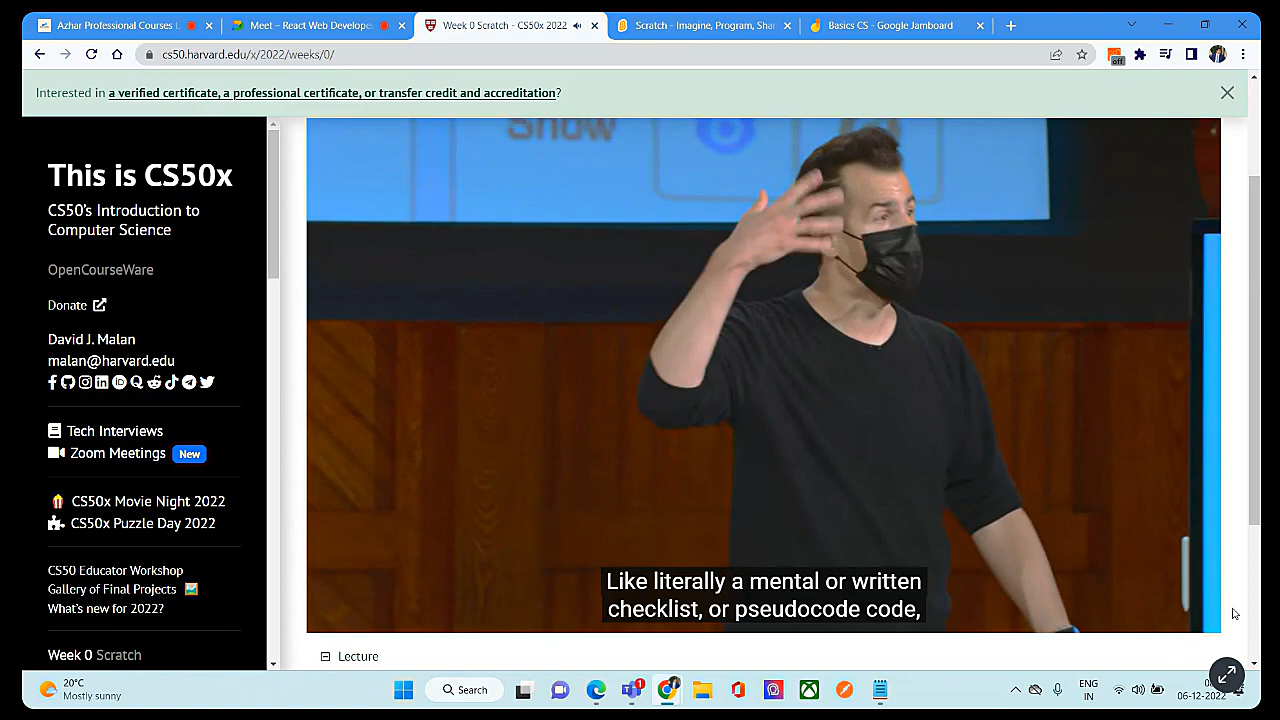 Azhar Professional Courses L
Meet – React Web Develope
Week 0 Scratch - CS50x 2022
Scratch - Imagine, Program, Shar
Basics CS - Google Jamboard
cs50.harvard.edu/x/2022/weeks/0/
off
Interested in a verified certificate, a professional certificate, or transfer credit and accreditation?
This is CS50x
CS50's Introduction to
Computer Science
OpenCourseWare
Donate
David J. Malan
malan@harvard.edu
Tech Interviews
Zoom Meetings New
CS50x Movie Night 2022
CS50x Puzzle Day 2022
CS50 Educator Workshop
Gallery of Final Projects
What's new for 2022?
Week 0 Scratch
Show
Like literally a mental or written
checklist, or pseudocode code,
Lecture
20°C
Mostly sunny
Search
1
ENG
IN
06-12-2022